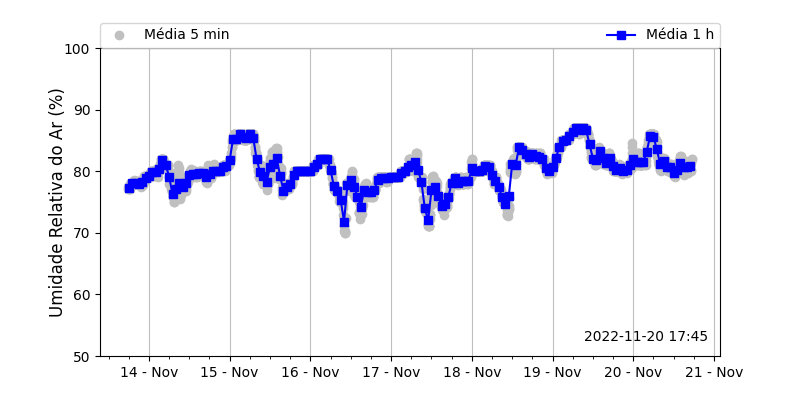 Média 5 min
Média 1 h
Umidade Relativa do Ar (%)
100
90
80
70
60
50
2022-11-20 17:45
14 - Nov
15 - Nov
16 - Nov
17 - Nov
18 - Nov
19 - Nov
20 - Nov
21 - Nov